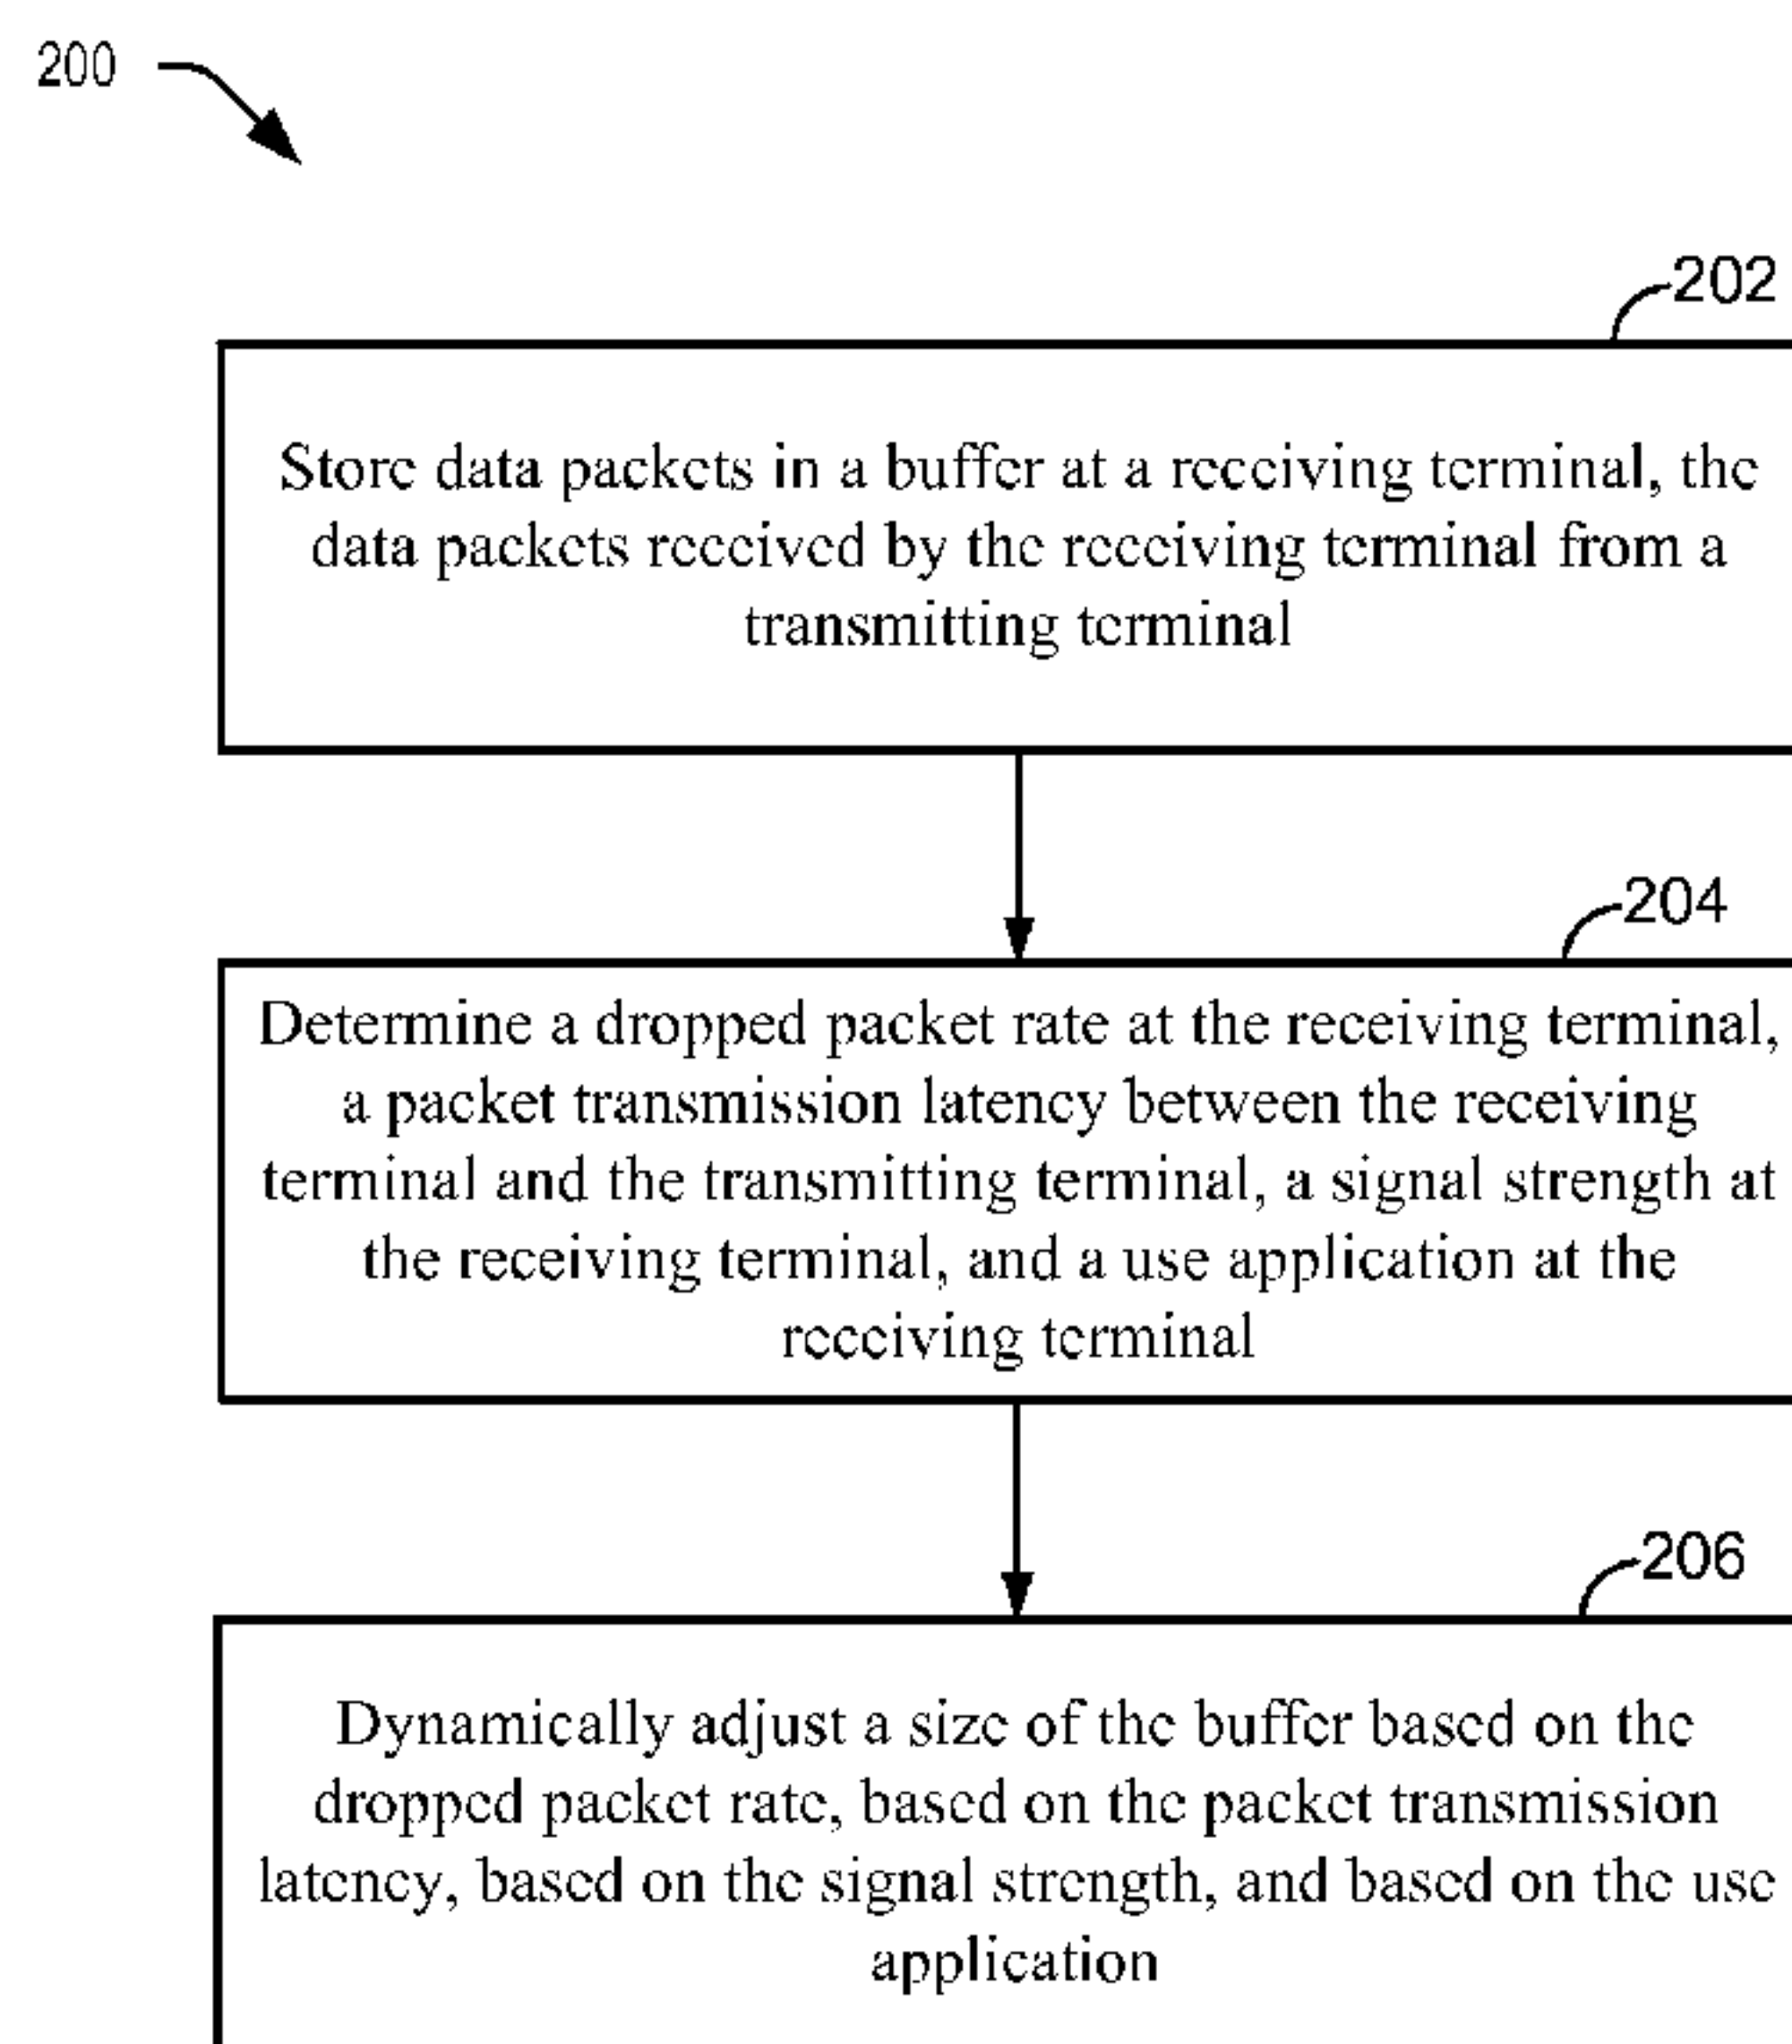 200
202
Store data packets in a buffer at a receiving terminal, the
data packets received by the receiving terminal from a
transmitting terminal
204
Determine a dropped packet rate at the receiving terminal,
a packet transmission latency between the receiving
terminal and the transmitting terminal, a signal strength at
the receiving terminal, and a use application at the
receiving terminal
206
Dynamically adjust a size of the buffer based on the
dropped packet rate, based on the packet transmission
latency, based on the signal strength, and based on the use
application